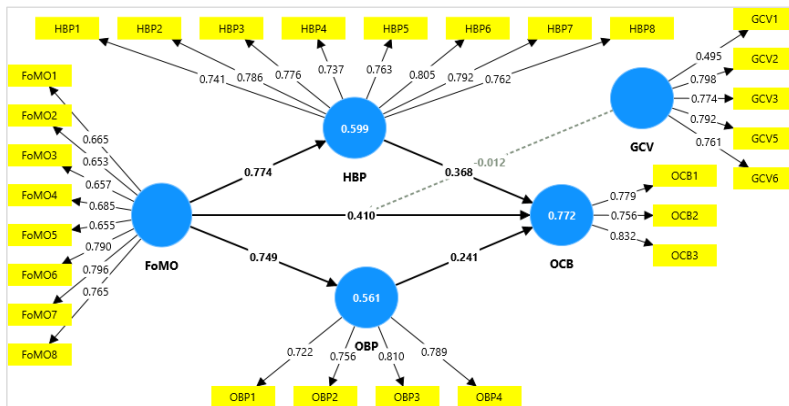 HBP1
HBP2
HBP3
HBP4
HBP5
HBP6
HBP7
HBP8
GCV1
GCV2
GCV3
GCV5
GCV6
0.741
0.786
0.776
0.737
0.763
0.805
0.792
0.762
0.495
0.798
0.774
0.792
0.761
GCV
FoMO1
FoMO2
FoMO3
FoMO4
FoMO5
FoMO6
FoMO7
FoMO8
0.665
0.653
0.657
0.685
0.655
0.790
0.796
0.765
FoMO
0.599
HBP
0.774
0.368
-0.012
0.410
0.749
0.241
0.772
OCB
0.779
0.756
0.832
OCB1
OCB2
OCB3
0.561
OBP
0.722
0.756
0.810
0.789
OBP1
OBP2
OBP3
OBP4